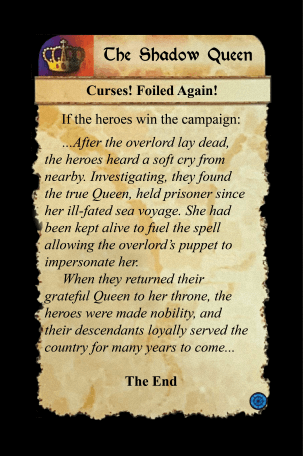 The Shadow Queen
Curses! Foiled Again!
If the heroes win the campaign:
...After the overlord lay dead,
the heroes heard a soft cry from
nearby. Investigating, they found
the true Queen, held prisoner since
her ill-fated sea voyage. She had
been kept alive to fuel the spell
allowing the overlord's puppet to
impersonate her.
When they returned their
grateful Queen to her throne, the
heroes were made nobility, and
their descendants loyally served the
country for many years to come...
The End